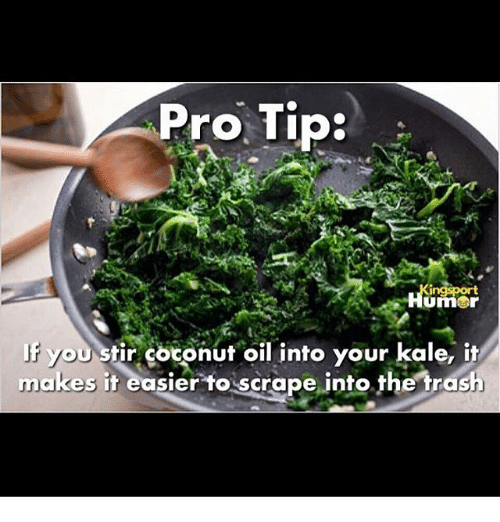 Pro Tip:
Kingsport
Humor
If you stir coconut oil into your kale, it
makes it easier to scrape into the trash